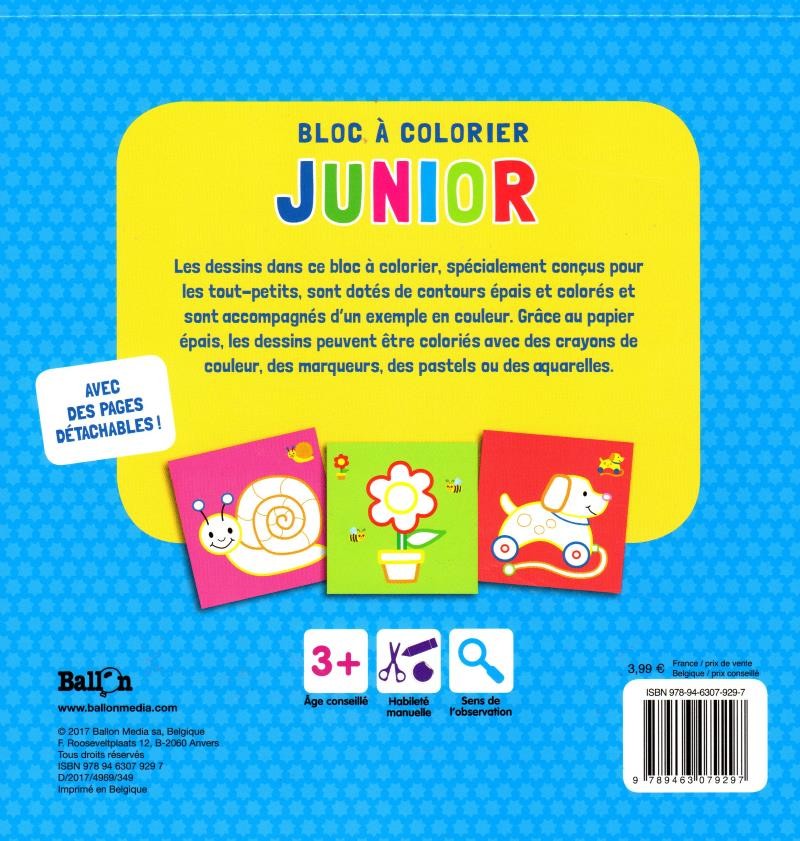 BLOC À COLORIER
JUNIOR
Les dessins dans ce bloc à colorier, spécialement conçus pour
les tout-petits, sont dotés de contours épais et colorés et
sont accompagnés d'un exemple en couleur. Grâce au papier
épais, les dessins peuvent être coloriés avec des crayons de
couleur, des marqueurs, des pastels ou des aquarelles.
AVEC
DES PAGES
DÉTACHABLES !
3+
Âge conseillé
Habileté
manuelle
Sens de
l'observation
Ballon
www.ballonmedia.com
© 2017 Ballon Media sa, Belgique
F. Rooseveltplaats 12, B-2060 Anvers
Tous droits réservés
ISBN 978 94 6307 929 7
D/2017/4969/349
Imprimé en Belgique
3,99 €
France / prix de vente
Belgique / prix conseillé
ISBN 978-94-6307-929-7
9 789463 079297